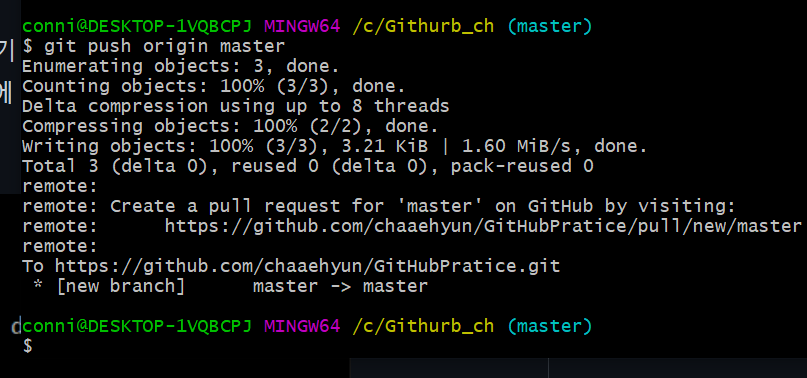 conni@DESKTOP-1VQBCPJ MINGW64 /c/Githurb_ch (master)
기
$ git push origin master
Enumerating objects: 3, done.
에
Counting objects: 100% (3/3), done.
Delta compression using up to 8 threads
Compressing objects: 100% (2/2), done.
Writing objects: 100% (3/3), 3.21 KiB | 1.60 MiB/s, done.
Total 3 (delta 0), reused 0 (delta 0), pack-reused 0
remote:
remote: Create a pull request for 'master' on GitHub by visiting:
remote:      https://github.com/chaaehyun/GitHubPratice/pull/new/master
remote:
To https://github.com/chaaehyun/GitHubPratice.git
 * [new branch]      master -> master
d
conni@DESKTOP-1VQBCPJ MINGW64 /c/Githurb_ch (master)
$